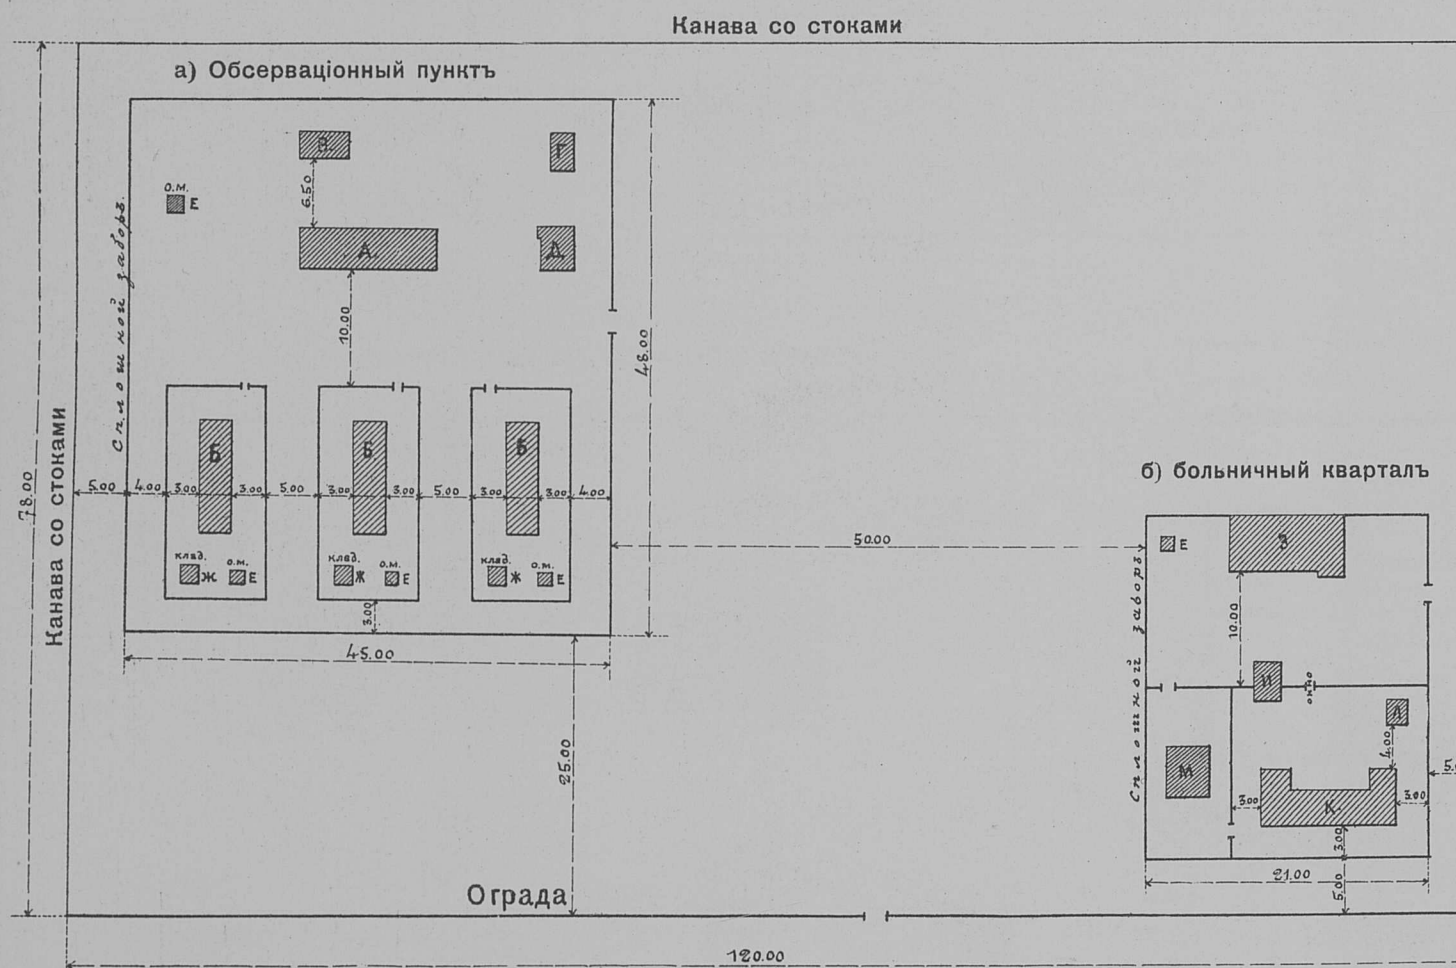 Канава со стоками
а) Обсерваціонный пунктъ
В.
Г
о.м.
Е
6.50
А.
Д
Сплошной заборъ.
10.00
48.00
78.00
Канава со стоками
Б
Б
Б
5.00
4.00
3.00
3.00
5.00
3.00
3.00
5.00
3.00
3.00
4.00
клад.
Ж
о.м.
Е
клад.
Ж
о.м.
Е
клад.
Ж
о.м.
Е
3.00
45.00
50.00
25.00
б) больничный кварталъ
Е
З
Сплошной заборъ
10.00
И
окно
Л
4.00
М
К.
3.00
3.00
3.00
21.00
5.00
Ограда
120.00